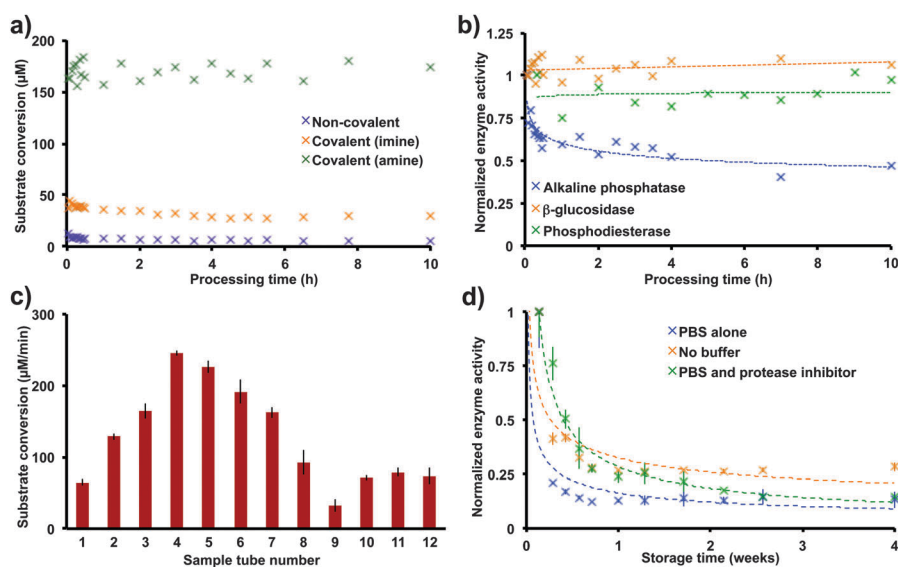 a)
Substrate conversion (µM)
200
150
100
50
0
Non-covalent
Covalent (imine)
Covalent (amine)
0 2 4 6 8 10
Processing time (h)
b)
Normalized enzyme activity
1.25
1
0.75
0.5
0.25
0
Alkaline phosphatase
β-glucosidase
Phosphodiesterase
0 2 4 6 8 10
Processing time (h)
c)
Substrate conversion (µM/min)
300
200
100
0
1 2 3 4 5 6 7 8 9 10 11 12
Sample tube number
d)
Normalized enzyme activity
1
0.75
0.5
0.25
0
PBS alone
No buffer
PBS and protease inhibitor
0 1 2 3 4
Storage time (weeks)